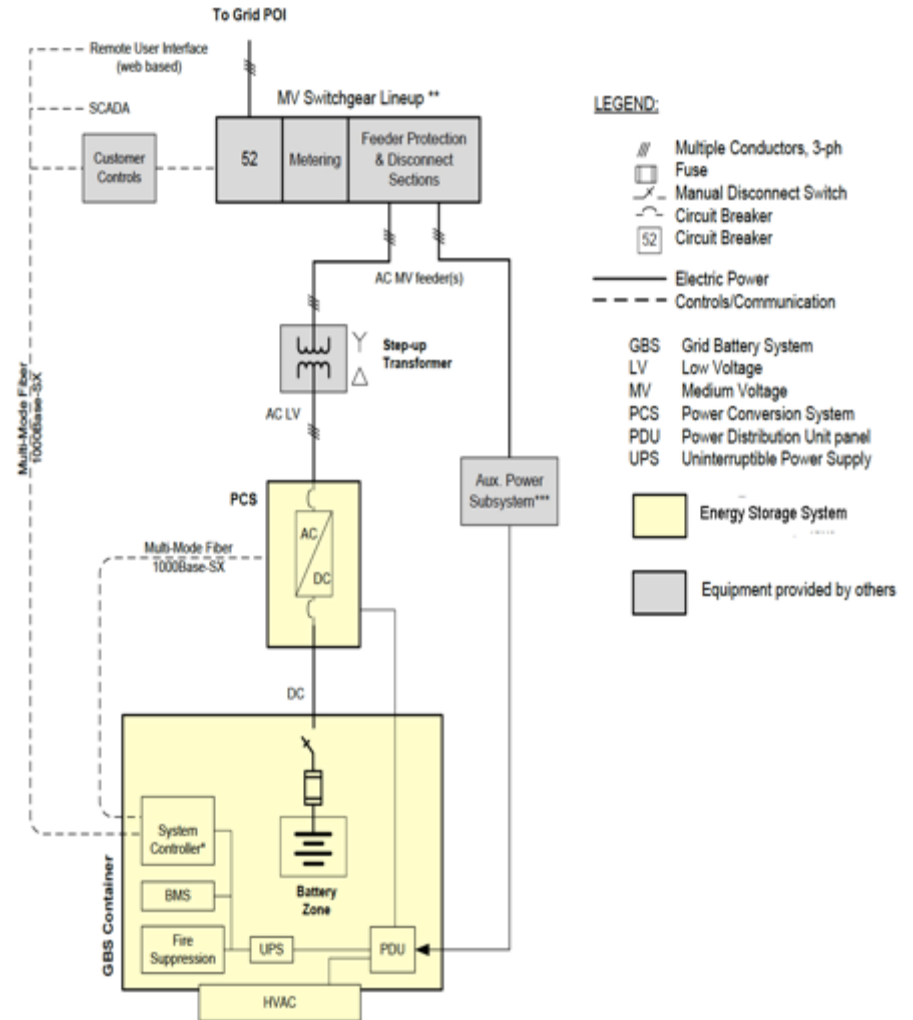 To Grid POI
Remote User Interface
(web based)
SCADA
MV Switchgear Lineup **
Customer
Controls
52
Metering
Feeder Protection
& Disconnect
Sections
AC MV feeder(s)
Step-up
Transformer
AC LV
Multi-Mode Fiber
1000Base-SX
PCS
AC
DC
Aux. Power
Subsystem***
Multi-Mode Fiber
1000Base-SX
DC
GBS Container
System
Controller*
BMS
Fire
Suppression
Battery
Zone
UPS
PDU
HVAC
LEGEND:
Multiple Conductors, 3-ph
Fuse
Manual Disconnect Switch
Circuit Breaker
52 Circuit Breaker
Electric Power
Controls/Communication
GBS Grid Battery System
LV Low Voltage
MV Medium Voltage
PCS Power Conversion System
PDU Power Distribution Unit panel
UPS Uninterruptible Power Supply
Energy Storage System
Equipment provided by others